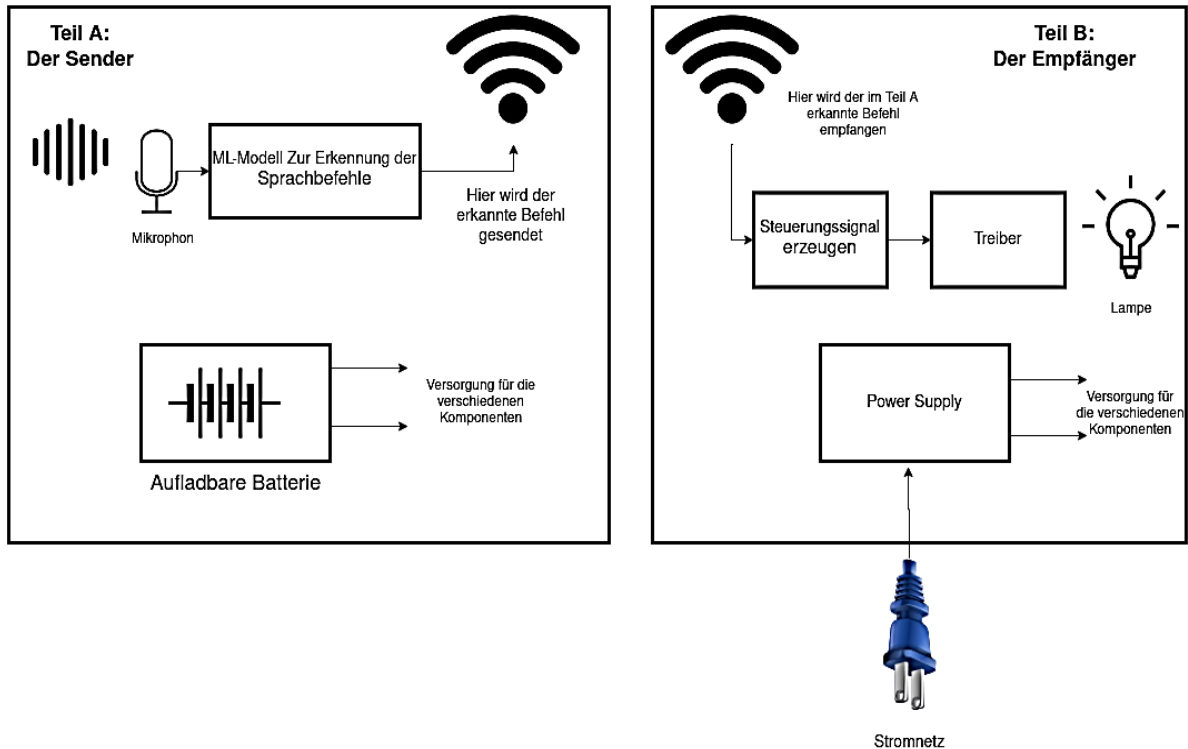 Teil A:
Der Sender
Mikrophon
ML-Modell Zur Erkennung der
Sprachbefehle
Hier wird der
erkannte Befehl
gesendet
Aufladbare Batterie
Versorgung für die
verschiedenen
Komponenten
Teil B:
Der Empfänger
Hier wird der im Teil A
erkannte Befehl
empfangen
Steuerungssignal
erzeugen
Treiber
Lampe
Power Supply
Versorgung für
die verschiedenen
Komponenten
Stromnetz